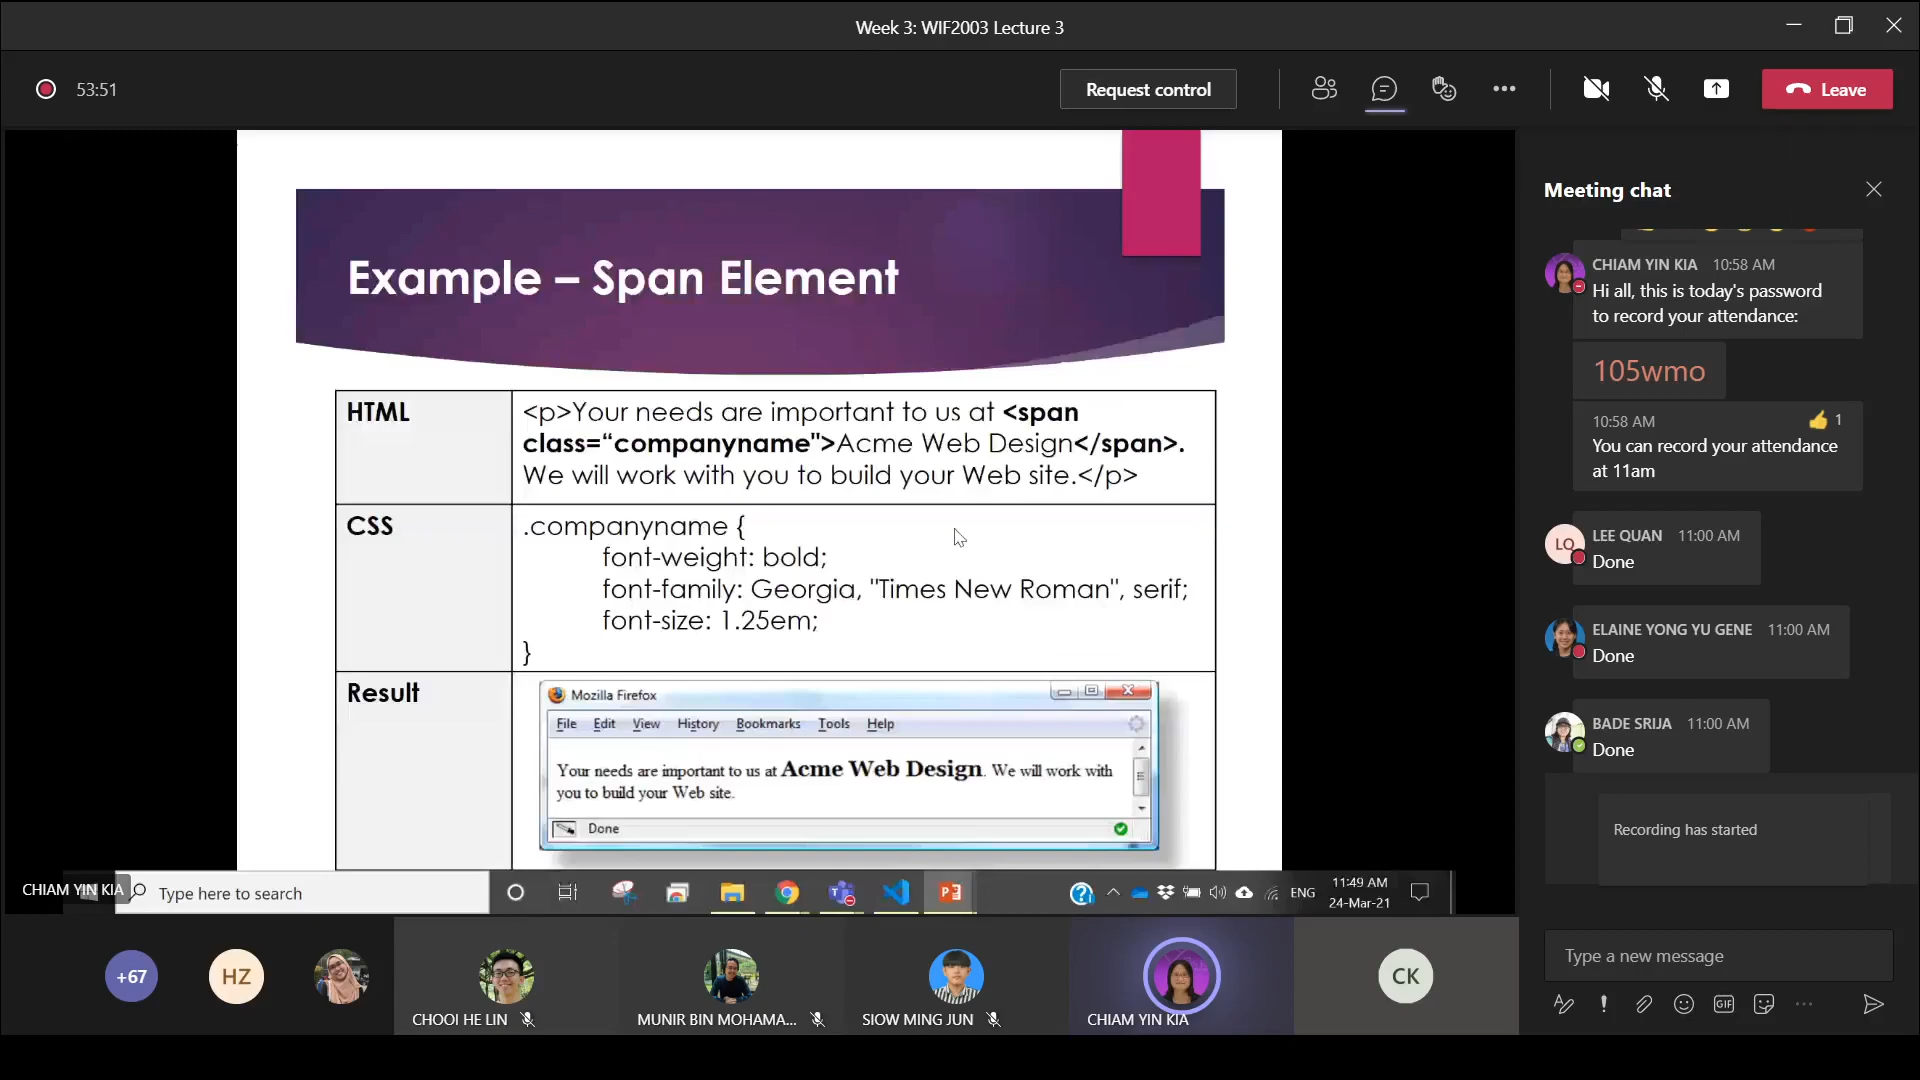 Week 3: WIF2003 Lecture 3
53:51
Request control
Leave
Example – Span Element
HTML
<p>Your needs are important to us at <span
class=“companyname">Acme Web Design</span>.
We will work with you to build your Web site.</p>
CSS
.companyname {
font-weight: bold;
font-family: Georgia, "Times New Roman", serif;
font-size: 1.25em;
}
Result
Mozilla Firefox
File Edit View History Bookmarks Tools Help
Your needs are important to us at Acme Web Design. We will work with
you to build your Web site.
Done
CHIAM YIN KIA
Type here to search
ENG
11:49 AM
24-Mar-21
+67
HZ
CHOOI HE LIN
MUNIR BIN MOHAMA...
SIOW MING JUN
CHIAM YIN KIA
CK
Meeting chat
CHIAM YIN KIA 10:58 AM
Hi all, this is today's password
to record your attendance:
105wmo
10:58 AM
1
You can record your attendance
at 11am
LQ
LEE QUAN 11:00 AM
Done
ELAINE YONG YU GENE 11:00 AM
Done
BADE SRIJA 11:00 AM
Done
Recording has started
Type a new message
GIF